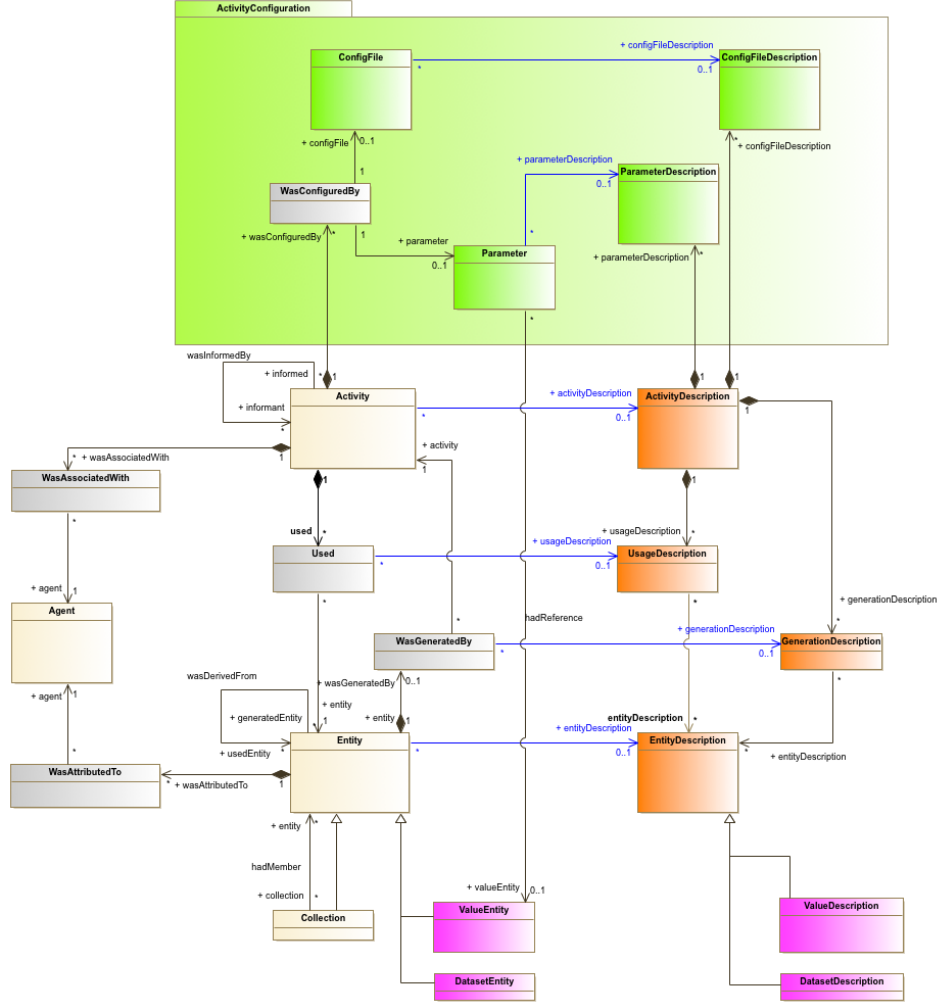 ActivityConfiguration
+ configFileDescription
ConfigFile
ConfigFileDescription
*
0..1
+ configFile
0..1
*
+ configFileDescription
+ parameterDescription
1
ParameterDescription
0..1
WasConfiguredBy
+ wasConfiguredBy
*
1
*
+ parameter
0..1
Parameter
+ parameterDescription
*
*
wasInformedBy
+ informed
*
1
1
1
Activity
+ activityDescription
ActivityDescription
+ informant
*
*
0..1
1
+ activity
1
*
+ wasAssociatedWith
1
WasAssociatedWith
1
1
*
used
*
+ usageDescription
+ usageDescription
*
Used
UsageDescription
*
0..1
+ agent
1
*
*
+ generationDescription
Agent
*
hadReference
*
+ generationDescription
WasGeneratedBy
GenerationDescription
*
0..1
wasDerivedFrom
+ wasGeneratedBy
0..1
*
+ agent
1
+ entity
+ generatedEntity
*
1
+ entity
1
entityDescription
*
+ entityDescription
Entity
EntityDescription
*
+ usedEntity
*
*
0..1
*
+ entityDescription
WasAttributedTo
*
+ wasAttributedTo
1
+ entity
*
hadMember
+ collection
*
+ valueEntity
0..1
Collection
ValueEntity
ValueDescription
DatasetEntity
DatasetDescription